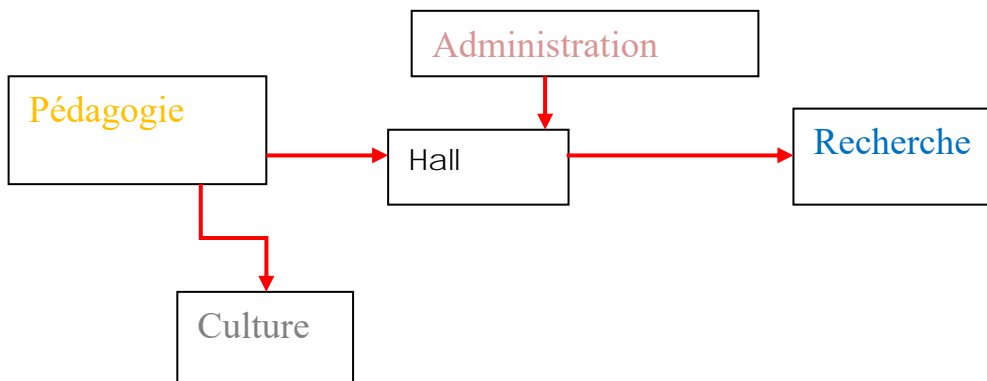 Administration
Pédagogie
Hall
Recherche
Culture